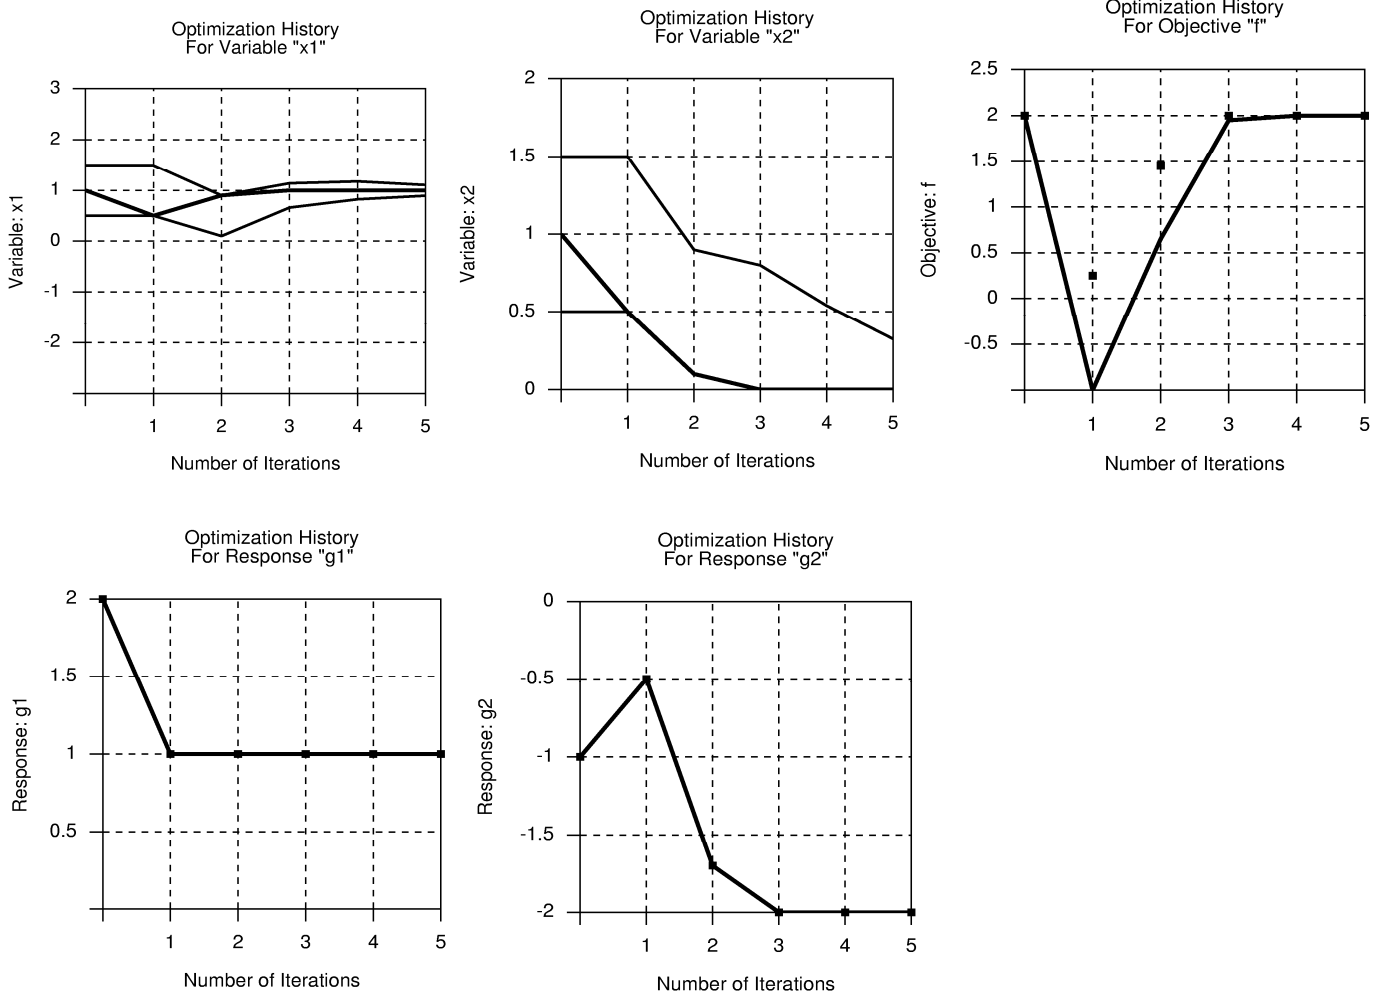 Optimization History
For Variable "x1"
3
2
1
0
-1
-2
Variable: x1
1 2 3 4 5
Number of Iterations
Optimization History
For Variable "x2"
2
1.5
1
0.5
0
Variable: x2
1 2 3 4 5
Number of Iterations
Optimization History
For Objective "f"
2.5
2
1.5
1
0.5
0
-0.5
Objective: f
1 2 3 4 5
Number of Iterations
Optimization History
For Response "g1"
2
1.5
1
0.5
Response: g1
1 2 3 4 5
Number of Iterations
Optimization History
For Response "g2"
0
-0.5
-1
-1.5
-2
Response: g2
1 2 3 4 5
Number of Iterations